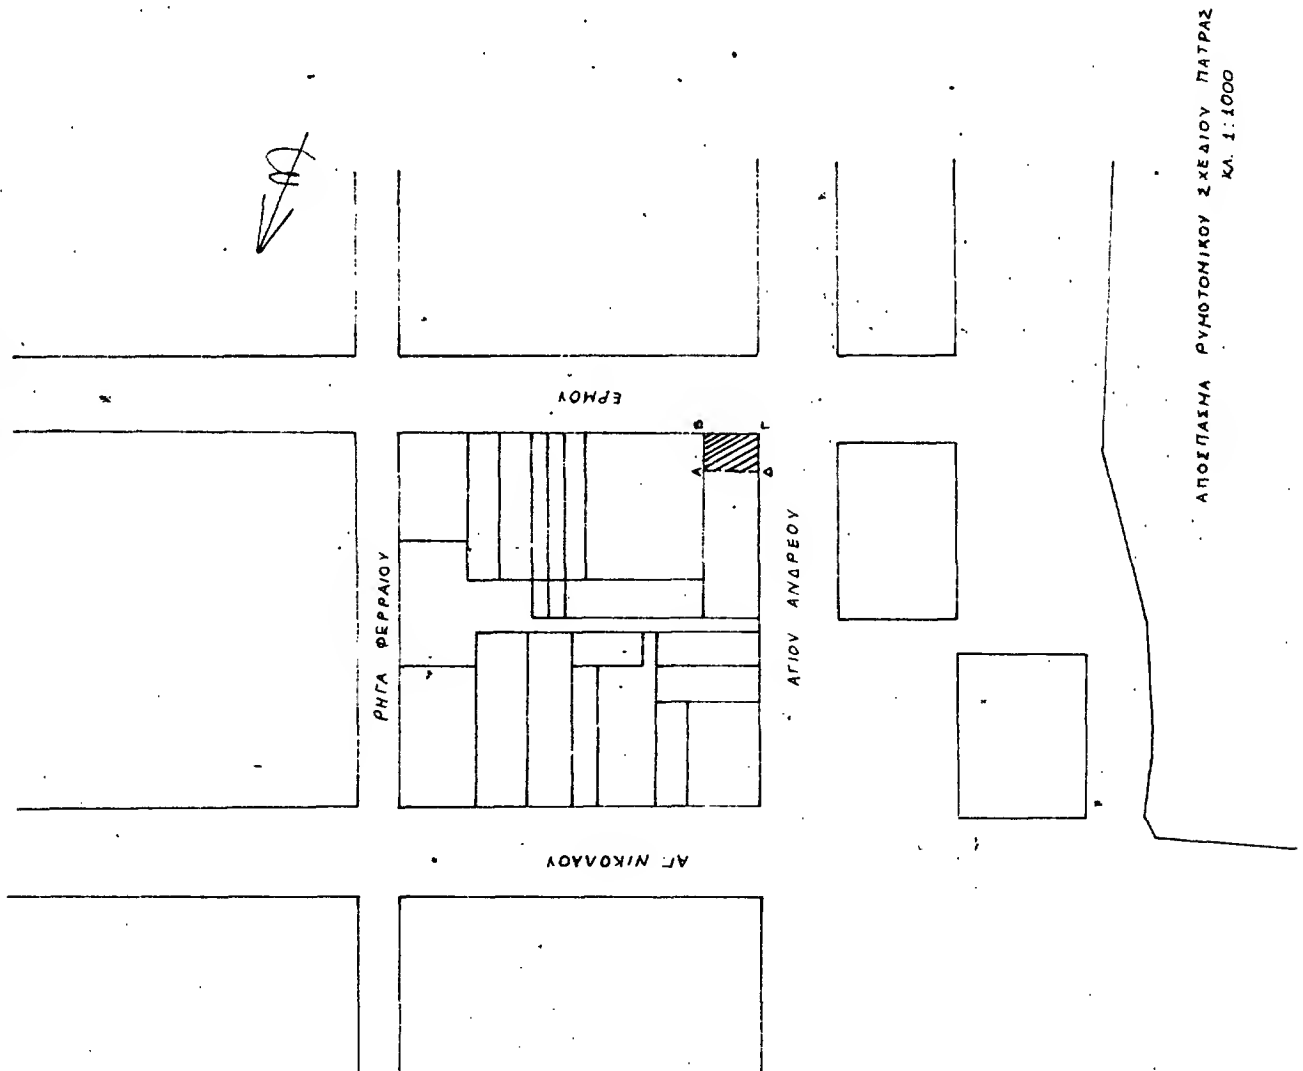 ΑΠΟΣΠΑΣΜΑ ΡΥΜΟΤΟΜΙΚΟΥ ΣΧΕΔΙΟΥ ΠΑΤΡΑΣ
ΚΛ. 1:1000
ΕΡΜΟΥ
Β
Γ
Α
Δ
ΡΗΓΑ ΦΕΡΡΑΙΟΥ
ΑΓΙΟΥ ΑΝΔΡΕΟΥ
ΑΓ. ΝΙΚΟΛΑΟΥ